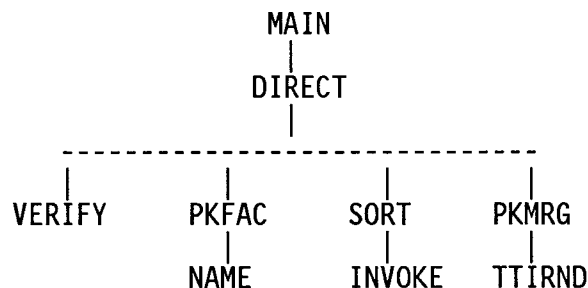 MAIN
DIRECT
VERIFY PKFAC SORT PKMRG
NAME INVOKE TTIRND